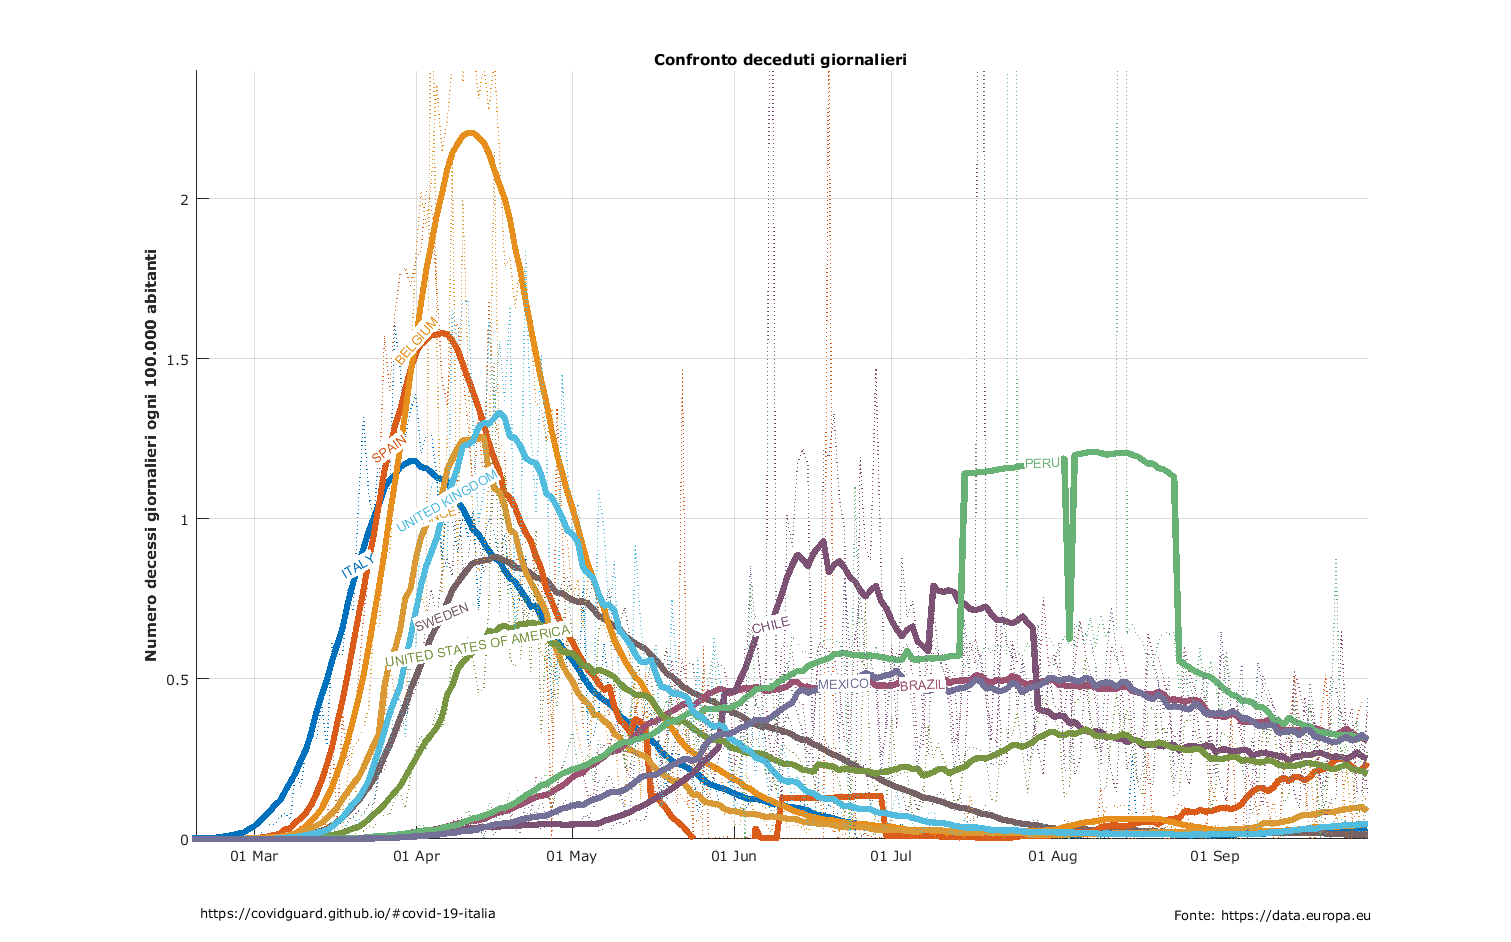 Confronto deceduti giornalieri
Numero decessi giornalieri ogni 100.000 abitanti
2
1.5
1
0.5
0
BELGIUM
SPAIN
ITALY
UNITED KINGDOM
SWEDEN
UNITED STATES OF AMERICA
CHILE
MEXICO
BRAZIL
PERU
01 Mar
01 Apr
01 May
01 Jun
01 Jul
01 Aug
01 Sep
https://covidguard.github.io/#covid-19-italia
Fonte: https://data.europa.eu